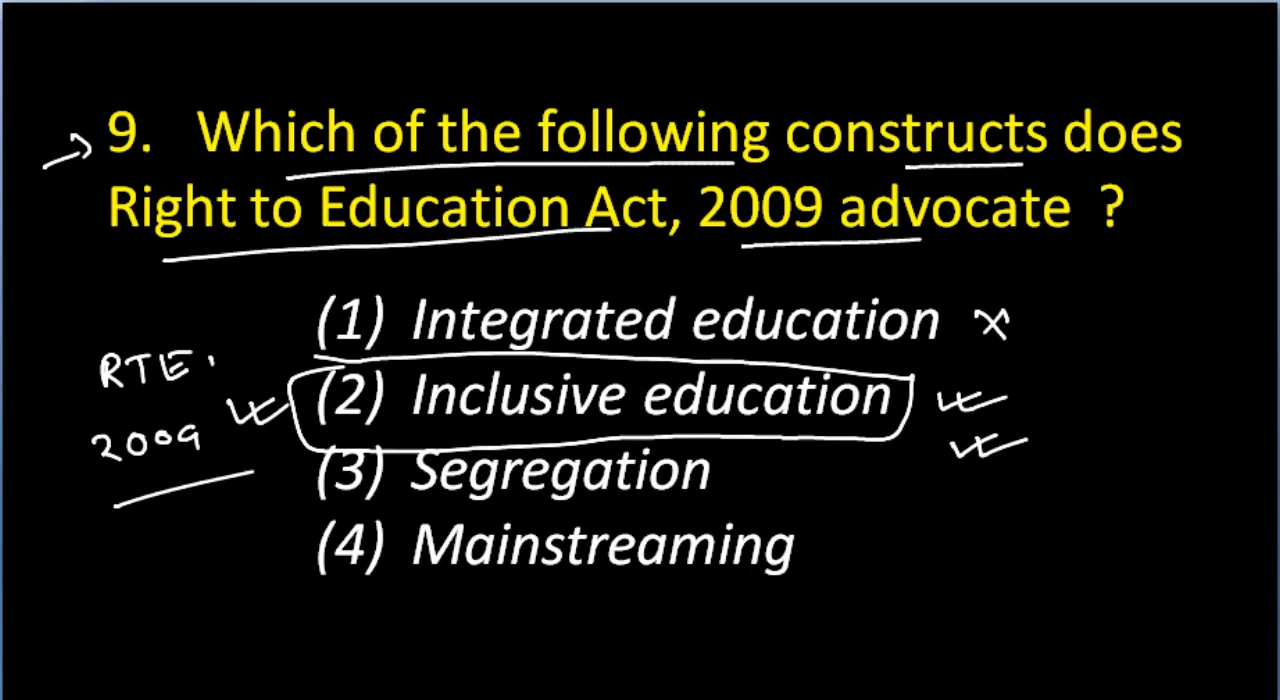 9. Which of the following constructs does
Right to Education Act, 2009 advocate ?
(1) Integrated education
(2) Inclusive education
(3) Segregation
(4) Mainstreaming
RTE.
2009